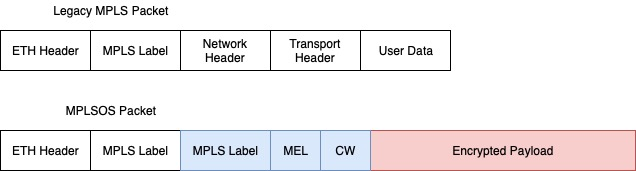 Legacy MPLS Packet
ETH Header MPLS Label Network Header Transport Header User Data
MPLSOS Packet
ETH Header MPLS Label MPLS Label MEL CW Encrypted Payload